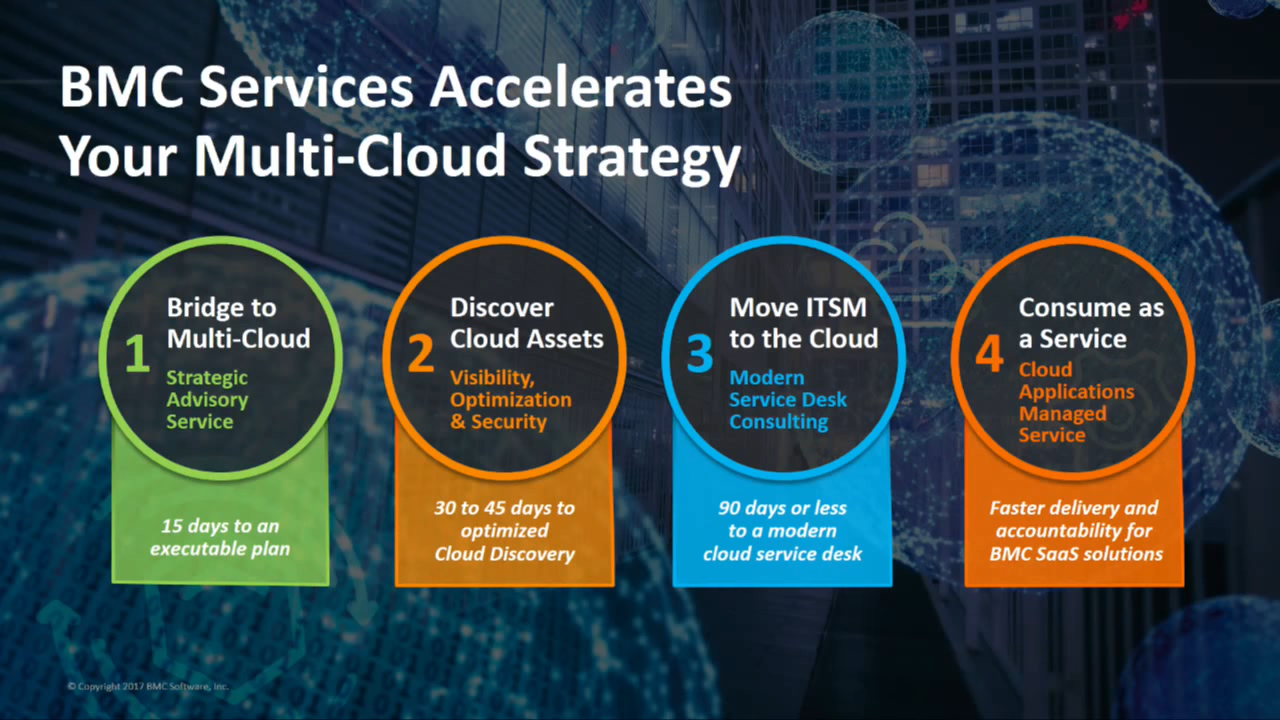 BMC Services Accelerates
Your Multi-Cloud Strategy
1
Bridge to
Multi-Cloud
Strategic
Advisory
Service
15 days to an
executable plan
2
Discover
Cloud Assets
Visibility,
Optimization
& Security
30 to 45 days to
optimized
Cloud Discovery
3
Move ITSM
to the Cloud
Modern
Service Desk
Consulting
90 days or less
to a modern
cloud service desk
4
Consume as
a Service
Cloud
Applications
Managed
Service
Faster delivery and
accountability for
BMC SaaS solutions
© Copyright 2017 BMC Software, Inc.